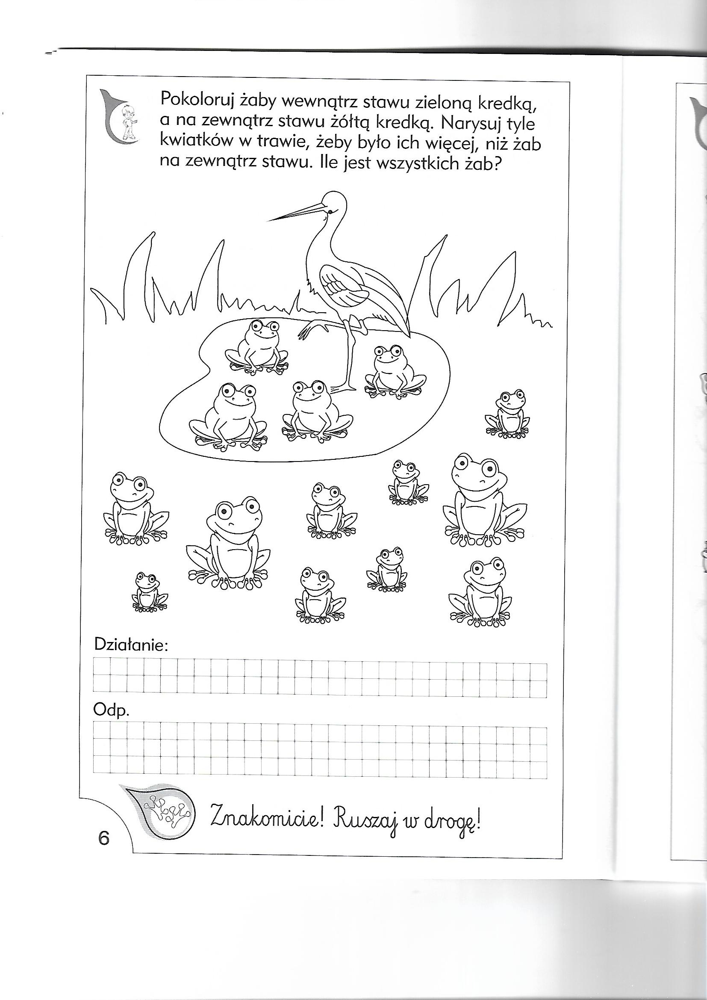 Pokoloruj żaby wewnątrz stawu zieloną kredką,
a na zewnątrz stawu żółtą kredką. Narysuj tyle
kwiatków w trawie, żeby było ich więcej, niż żab
na zewnątrz stawu. Ile jest wszystkich żab?
Działanie:
Odp.
Znakomicie! Ruszaj w drogę!
6